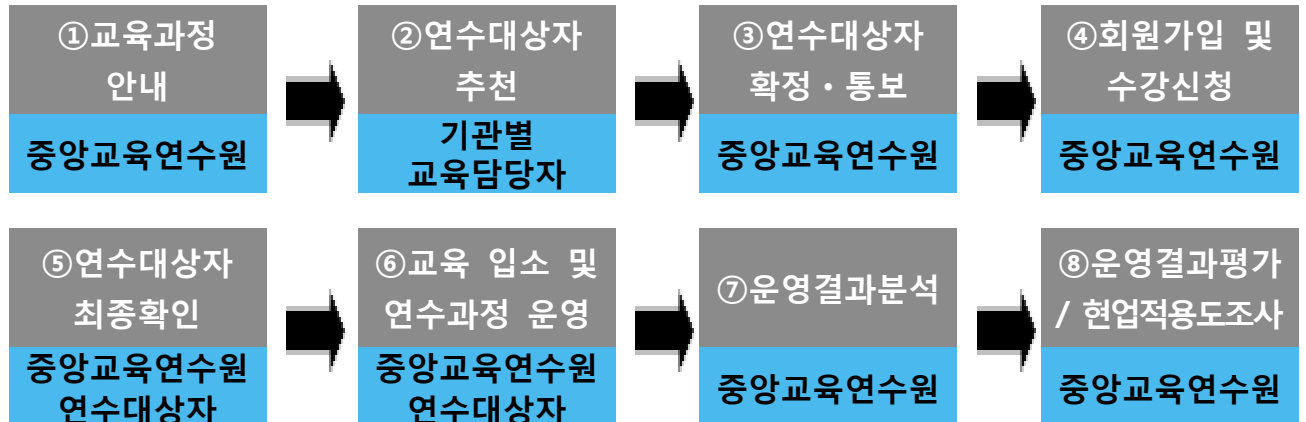 ①교육과정
안내
중앙교육연수원
②연수대상자
추천
기관별
교육담당자
③연수대상자
확정・통보
중앙교육연수원
④회원가입 및
수강신청
중앙교육연수원
⑤연수대상자
최종확인
중앙교육연수원
연수대상자
⑥교육 입소 및
연수과정 운영
중앙교육연수원
연수대상자
⑦운영결과분석
중앙교육연수원
⑧운영결과평가
/ 현업적용도조사
중앙교육연수원